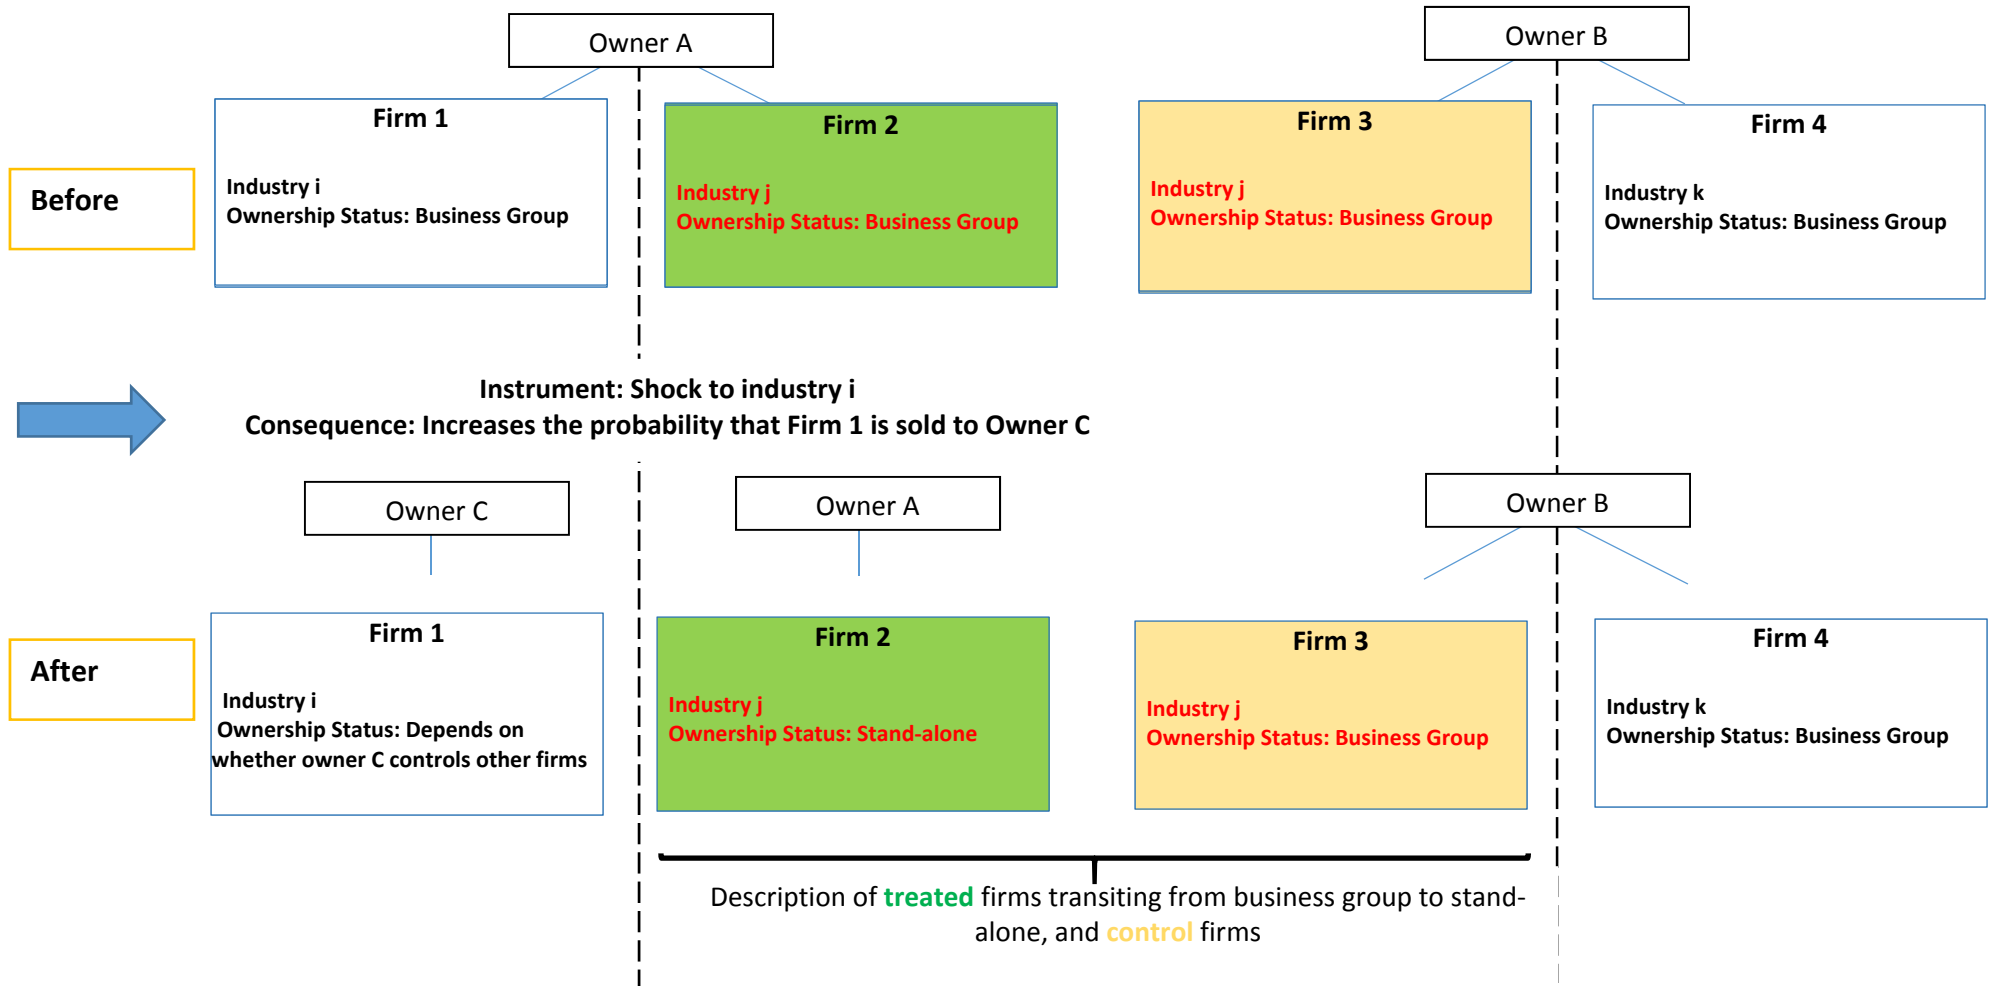 Owner A
Owner B
Firm 1
Industry i
Ownership Status: Business Group
Firm 2
Industry j
Ownership Status: Business Group
Firm 3
Industry j
Ownership Status: Business Group
Firm 4
Industry k
Ownership Status: Business Group
Before
Instrument: Shock to industry i
Consequence: Increases the probability that Firm 1 is sold to Owner C
Owner C
Owner A
Owner B
After
Firm 1
Industry i
Ownership Status: Depends on
whether owner C controls other firms
Firm 2
Industry j
Ownership Status: Stand-alone
Firm 3
Industry j
Ownership Status: Business Group
Firm 4
Industry k
Ownership Status: Business Group
Description of treated firms transiting from business group to stand-
alone, and control firms